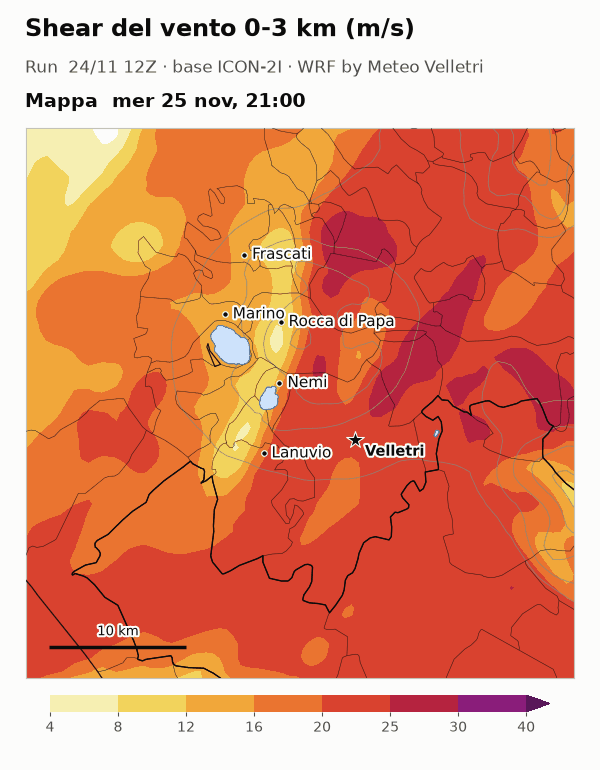 Shear del vento 0-3 km (m/s)
Run  24/11 12Z · base ICON-2I · WRF by Meteo Velletri
Mappa  mer 25 nov, 21:00
Frascati
Marino
Rocca di Papa
Nemi
Velletri
Lanuvio
10 km
4 8 12 16 20 25 30 40